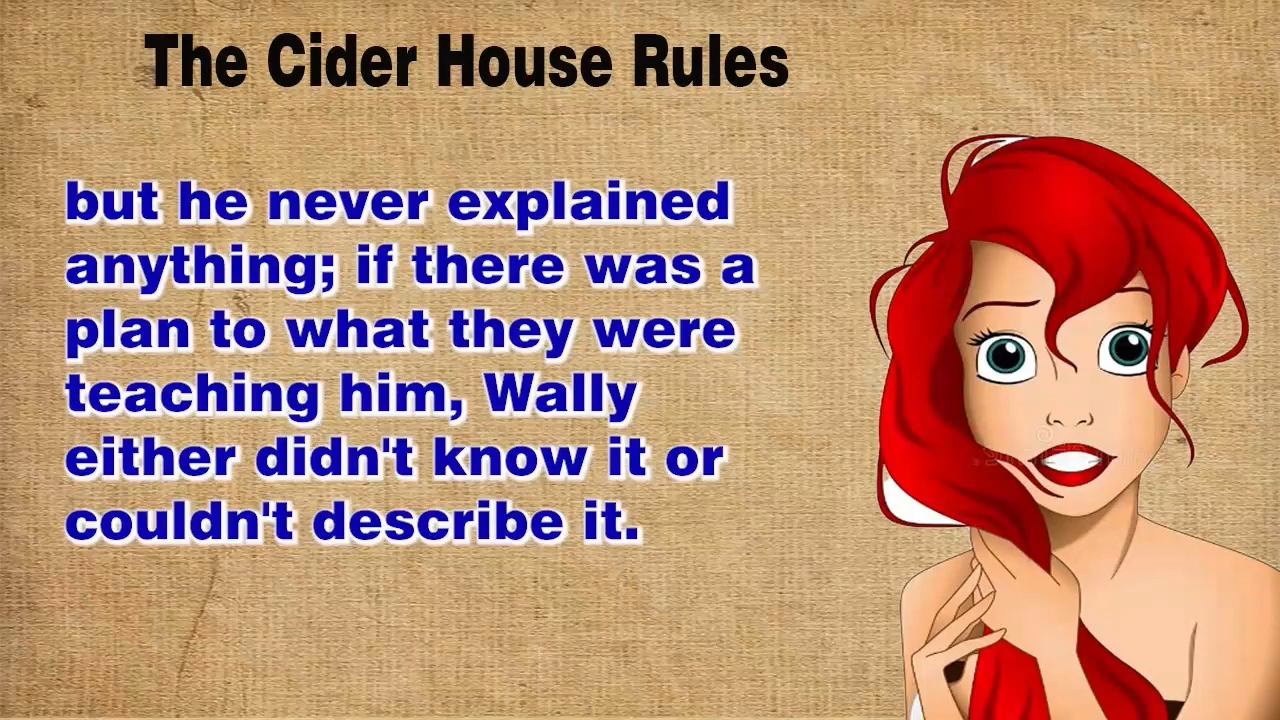 The Cider House Rules
but he never explained
anything; if there was a
plan to what they were
teaching him, Wally
either didn't know it or
couldn't describe it.